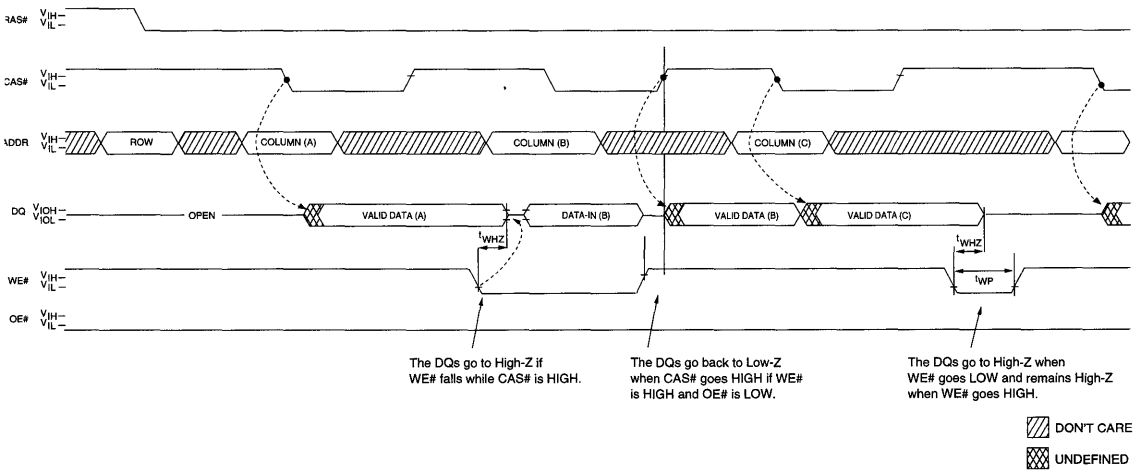 RAS# VIH– VIL–
CAS# VIH– VIL–
ADDR VIH– VIL– ROW COLUMN (A) COLUMN (B) COLUMN (C)
DQ VIOH– VIOL– OPEN VALID DATA (A) DATA-IN (B) VALID DATA (B) VALID DATA (C)
tWHZ tWHZ
WE# VIH– VIL– tWP
OE# VIH– VIL–
The DQs go to High-Z if
WE# falls while CAS# is HIGH.
The DQs go back to Low-Z
when CAS# goes HIGH if WE#
is HIGH and OE# is LOW.
The DQs go to High-Z when
WE# goes LOW and remains High-Z
when WE# goes HIGH.
DON'T CARE
UNDEFINED